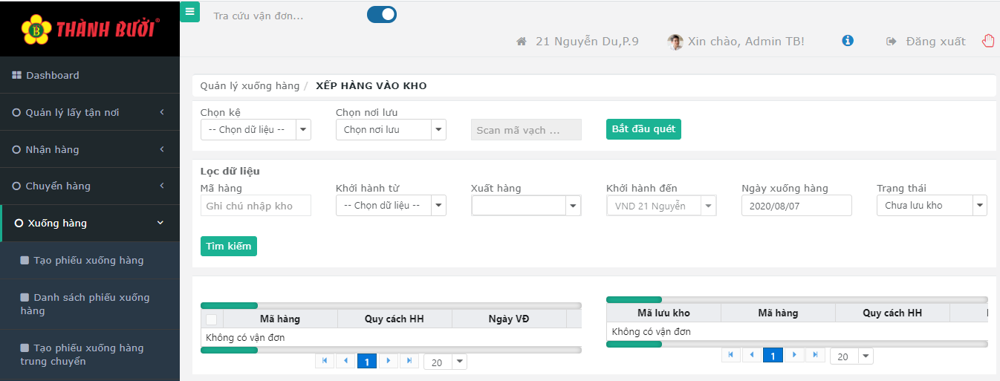 THÀNH BƯỞI®
Tra cứu vận đơn...
21 Nguyễn Du,P.9
Xin chào, Admin TB!
Đăng xuất
Dashboard
Quản lý lấy tận nơi
Nhận hàng
Chuyển hàng
Xuống hàng
Tạo phiếu xuống hàng
Danh sách phiếu xuống
hàng
Tạo phiếu xuống hàng
trung chuyển
Quản lý xuống hàng / XẾP HÀNG VÀO KHO
Chọn kệ
Chọn nơi lưu
-- Chọn dữ liệu --
Chọn nơi lưu
Scan mã vạch ...
Bắt đầu quét
Lọc dữ liệu
Mã hàng
Khởi hành từ
Xuất hàng
Khởi hành đến
Ngày xuống hàng
Trạng thái
Ghi chú nhập kho
-- Chọn dữ liệu --
VND 21 Nguyễn
2020/08/07
Chưa lưu kho
Tìm kiếm
Mã hàng
Quy cách HH
Ngày VĐ
Không có vận đơn
1
20
Mã lưu kho
Mã hàng
Quy cách HH
Không có vận đơn
1
20